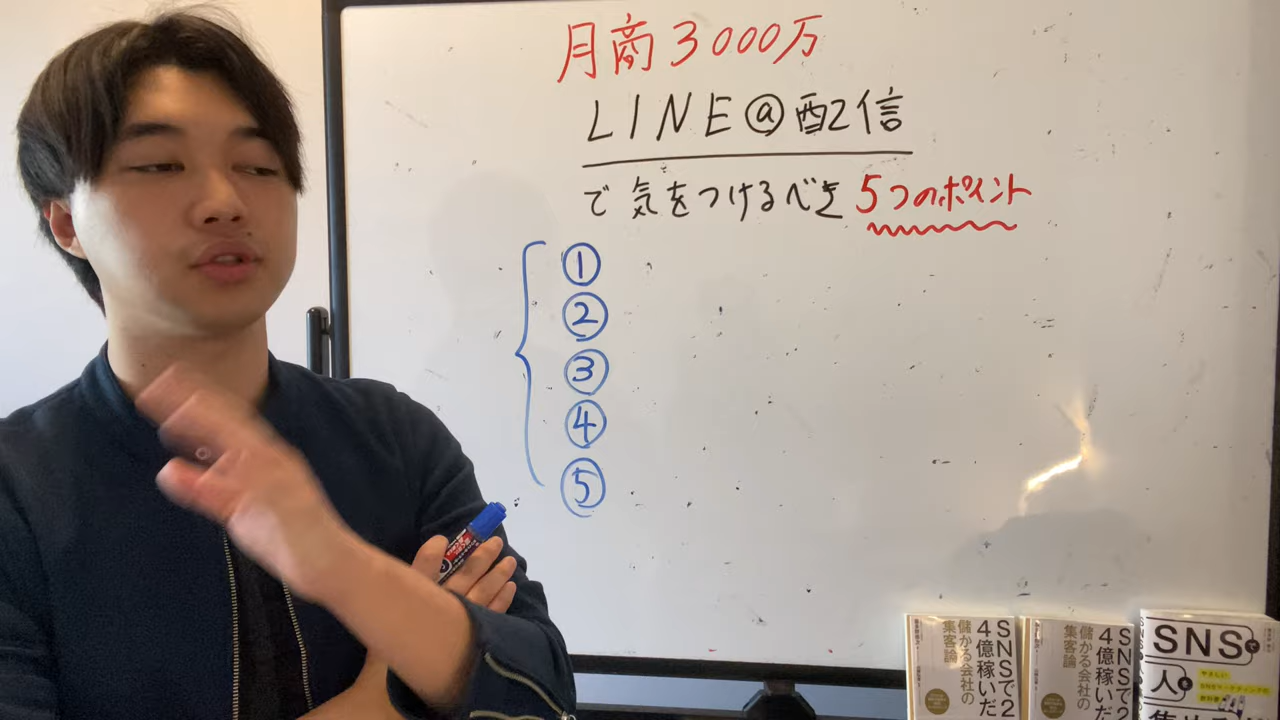 月商3000万
LINE@配信
で気をつけるべき5つのポイント
①
②
③
④
⑤
SNSで2
4億稼いだ
儲かる会社の
集客論
SNSで2
4億稼いだ
儲かる会社の
集客論
SNSで
人を